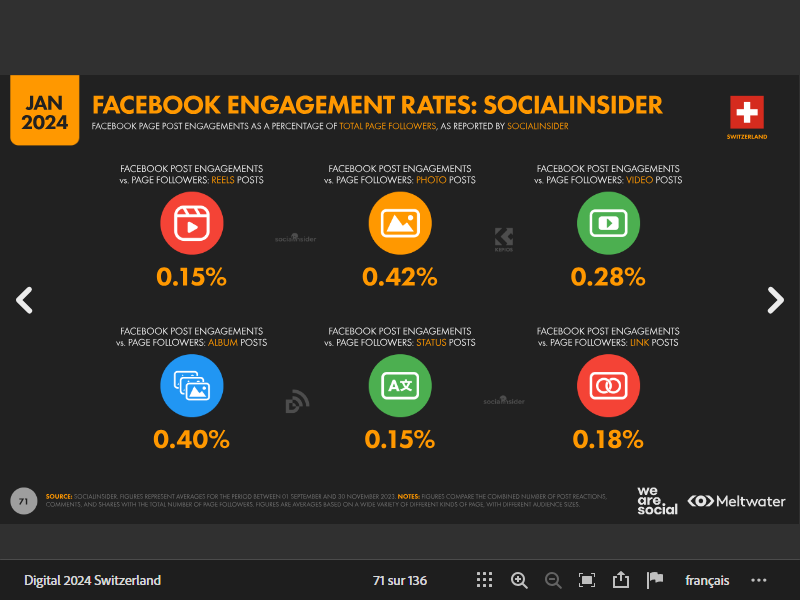 JAN
2024
FACEBOOK ENGAGEMENT RATES: SOCIALINSIDER
FACEBOOK PAGE POST ENGAGEMENTS AS A PERCENTAGE OF TOTAL PAGE FOLLOWERS, AS REPORTED BY SOCIALINSIDER
SWITZERLAND
FACEBOOK POST ENGAGEMENTS
vs. PAGE FOLLOWERS: REELS POSTS
0.15%
FACEBOOK POST ENGAGEMENTS
vs. PAGE FOLLOWERS: PHOTO POSTS
0.42%
FACEBOOK POST ENGAGEMENTS
vs. PAGE FOLLOWERS: VIDEO POSTS
0.28%
socialinsider
KEPIOS
FACEBOOK POST ENGAGEMENTS
vs. PAGE FOLLOWERS: ALBUM POSTS
0.40%
FACEBOOK POST ENGAGEMENTS
vs. PAGE FOLLOWERS: STATUS POSTS
A文
0.15%
FACEBOOK POST ENGAGEMENTS
vs. PAGE FOLLOWERS: LINK POSTS
0.18%
socialinsider
71
SOURCE: SOCIALINSIDER. FIGURES REPRESENT AVERAGES FOR THE PERIOD BETWEEN 01 SEPTEMBER AND 30 NOVEMBER 2023. NOTES: FIGURES COMPARE THE COMBINED NUMBER OF POST REACTIONS,
COMMENTS, AND SHARES WITH THE TOTAL NUMBER OF PAGE FOLLOWERS. FIGURES ARE AVERAGES BASED ON A WIDE VARIETY OF DIFFERENT KINDS OF PAGE, WITH DIFFERENT AUDIENCE SIZES.
we
are
social
Meltwater
Digital 2024 Switzerland
71 sur 136
français